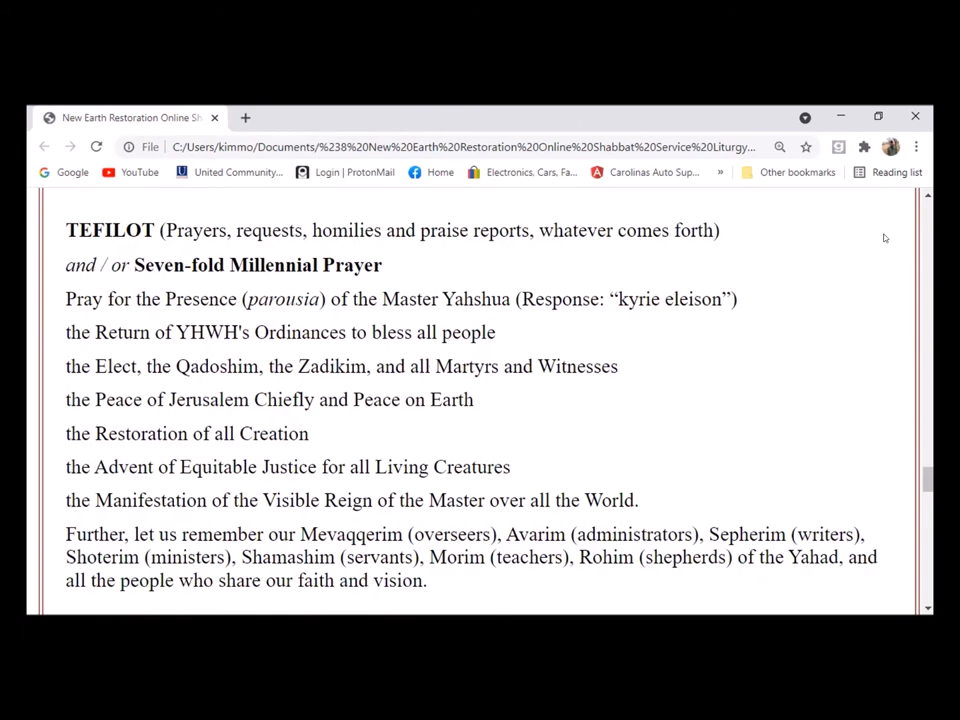 New Earth Restoration Online Sh
File C:/Users/kimmo/Documents/%238%20New%20Earth%20Restoration%20Online%20Shabbat%20Service%20Liturgy...
Google YouTube United Community... Login | ProtonMail Home Electronics, Cars, Fa... Carolinas Auto Sup... » Other bookmarks Reading list
TEFILOT (Prayers, requests, homilies and praise reports, whatever comes forth)
and / or Seven-fold Millennial Prayer
Pray for the Presence (parousia) of the Master Yahshua (Response: “kyrie eleison”)
the Return of YHWH's Ordinances to bless all people
the Elect, the Qadoshim, the Zadikim, and all Martyrs and Witnesses
the Peace of Jerusalem Chiefly and Peace on Earth
the Restoration of all Creation
the Advent of Equitable Justice for all Living Creatures
the Manifestation of the Visible Reign of the Master over all the World.
Further, let us remember our Mevaqqerim (overseers), Avarim (administrators), Sepherim (writers),
Shoterim (ministers), Shamashim (servants), Morim (teachers), Rohim (shepherds) of the Yahad, and
all the people who share our faith and vision.